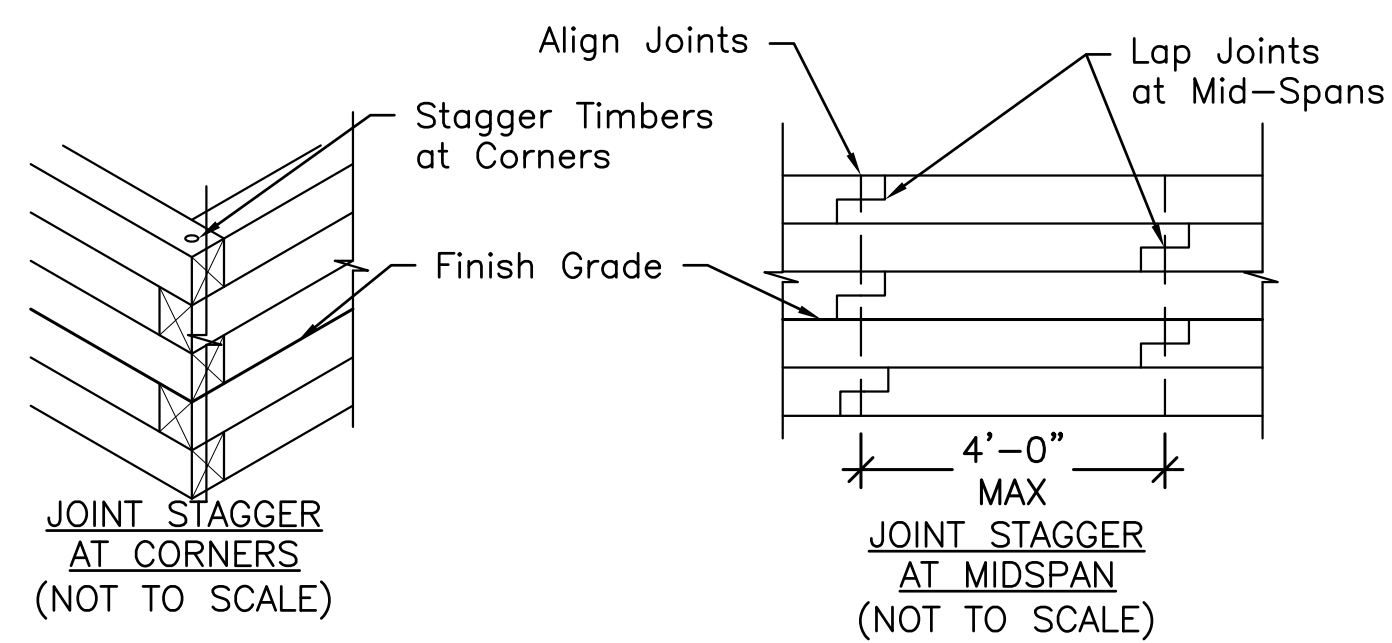 Align Joints
Lap Joints
at Mid-Spans
Stagger Timbers
at Corners
Finish Grade
4'-0"
MAX
JOINT STAGGER
AT CORNERS
(NOT TO SCALE)
JOINT STAGGER
AT MIDSPAN
(NOT TO SCALE)